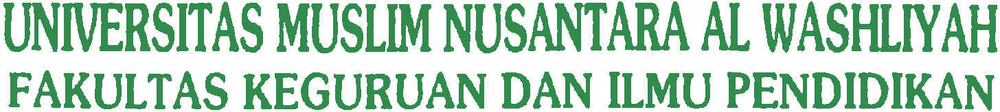 UNIVERSITAS MUSLIM NUSANTARA AL WASHLIYAH
FAKULTAS KEGURUAN DAN ILMU PENDIDIKAN